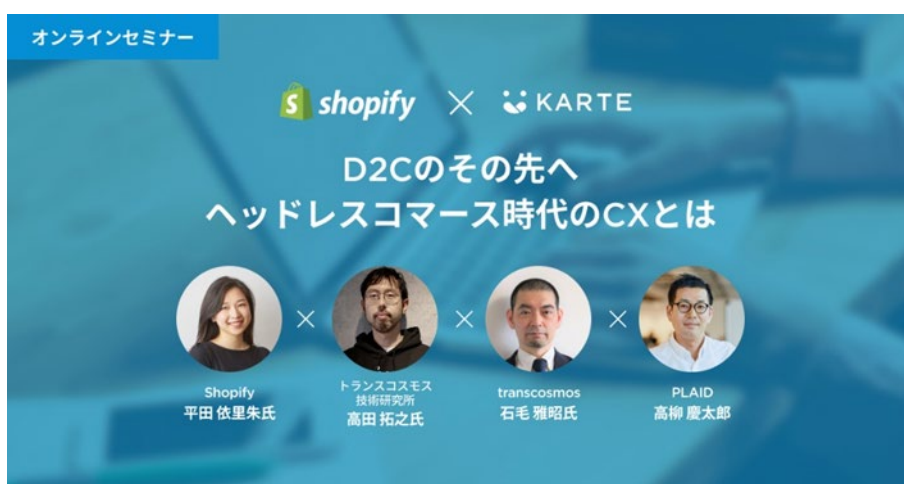 オンラインセミナー
shopify × KARTE
D2Cのその先へ
ヘッドレスコマース時代のCXとは
× × ×
Shopify
平田 依里朱氏
トランスコスモス
技術研究所
高田 拓之氏
transcosmos
石毛 雅昭氏
PLAID
高柳 慶太郎